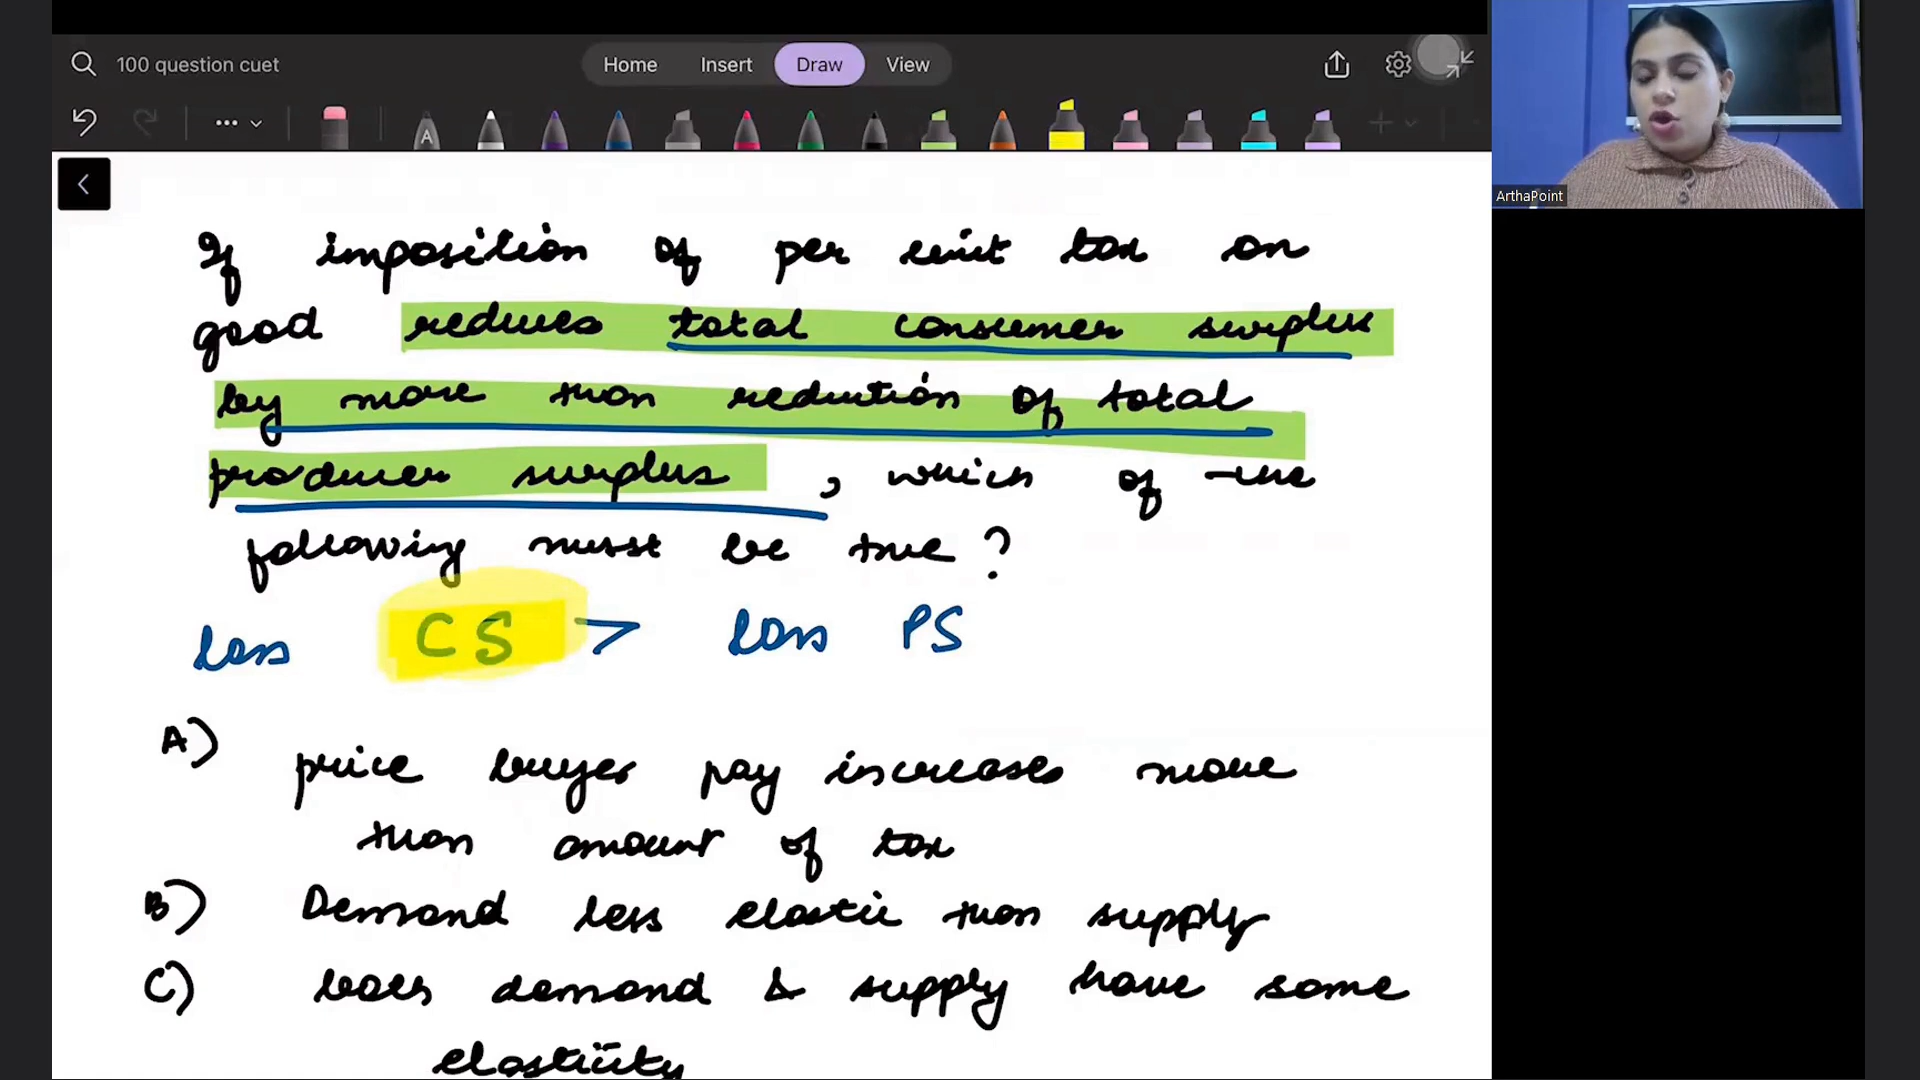 100 question cuet
Home Insert Draw View
A
ArthaPoint
If imposition of per unit tax on
good reduces total consumer surplus
by more than reduction of total
producer surplus, which of the
following must be true?
loss CS > loss PS
A) price buyer pay increases more
than amount of tax
B) Demand less elastic than supply
C) both demand & supply have same
elasticity